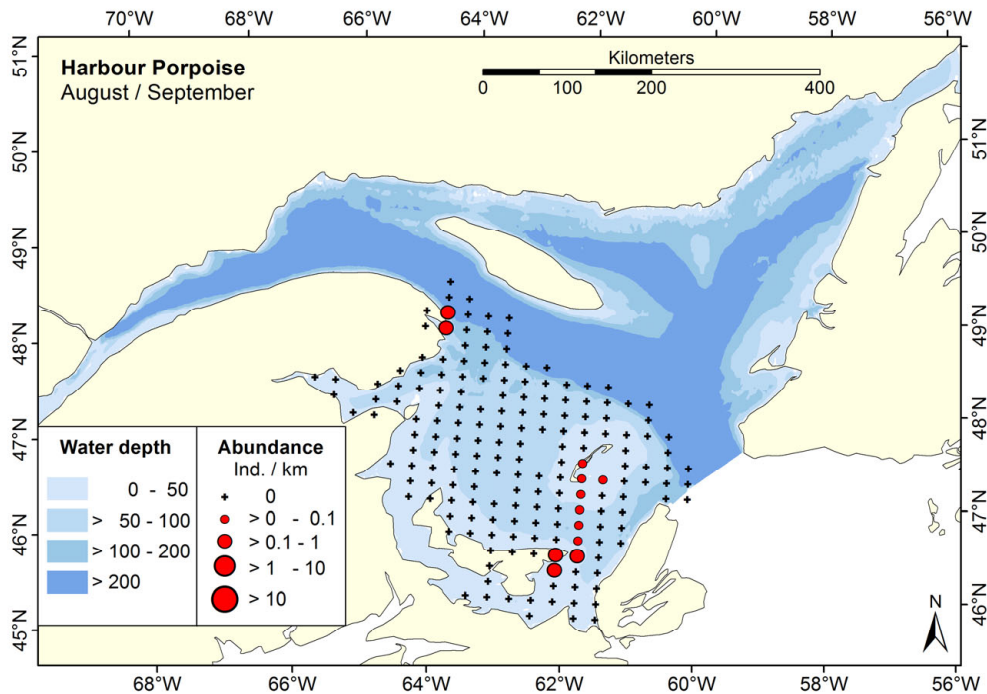 70°W 68°W 66°W 64°W 62°W 60°W 58°W 56°W
Harbour Porpoise
August / September
Kilometers
0 100 200 400
51°N
50°N
49°N
48°N
47°N
46°N
45°N
51°N
50°N
49°N
48°N
47°N
46°N
Water depth
0 - 50
> 50 - 100
> 100 - 200
> 200
Abundance
Ind. / km
0
> 0 - 0.1
> 0.1 - 1
> 1 - 10
> 10
N
68°W 66°W 64°W 62°W 60°W 58°W 56°W